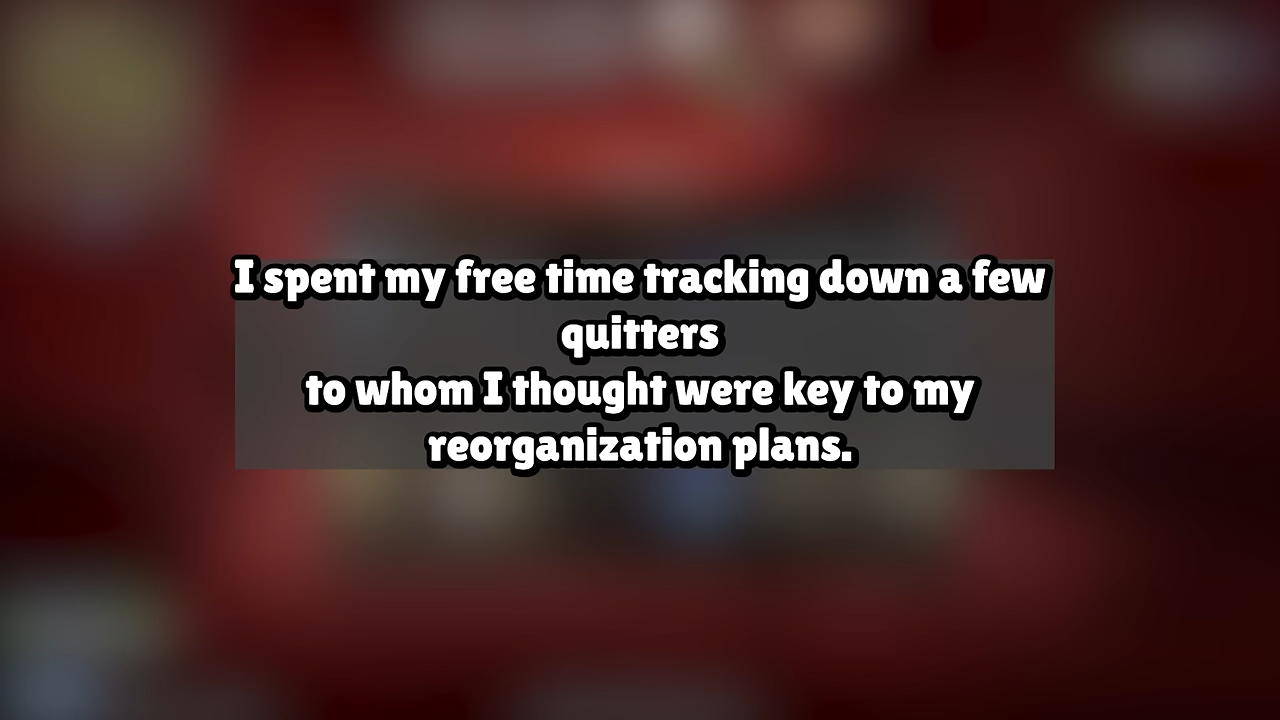 I spent my free time tracking down a few
quitters
to whom I thought were key to my
reorganization plans.